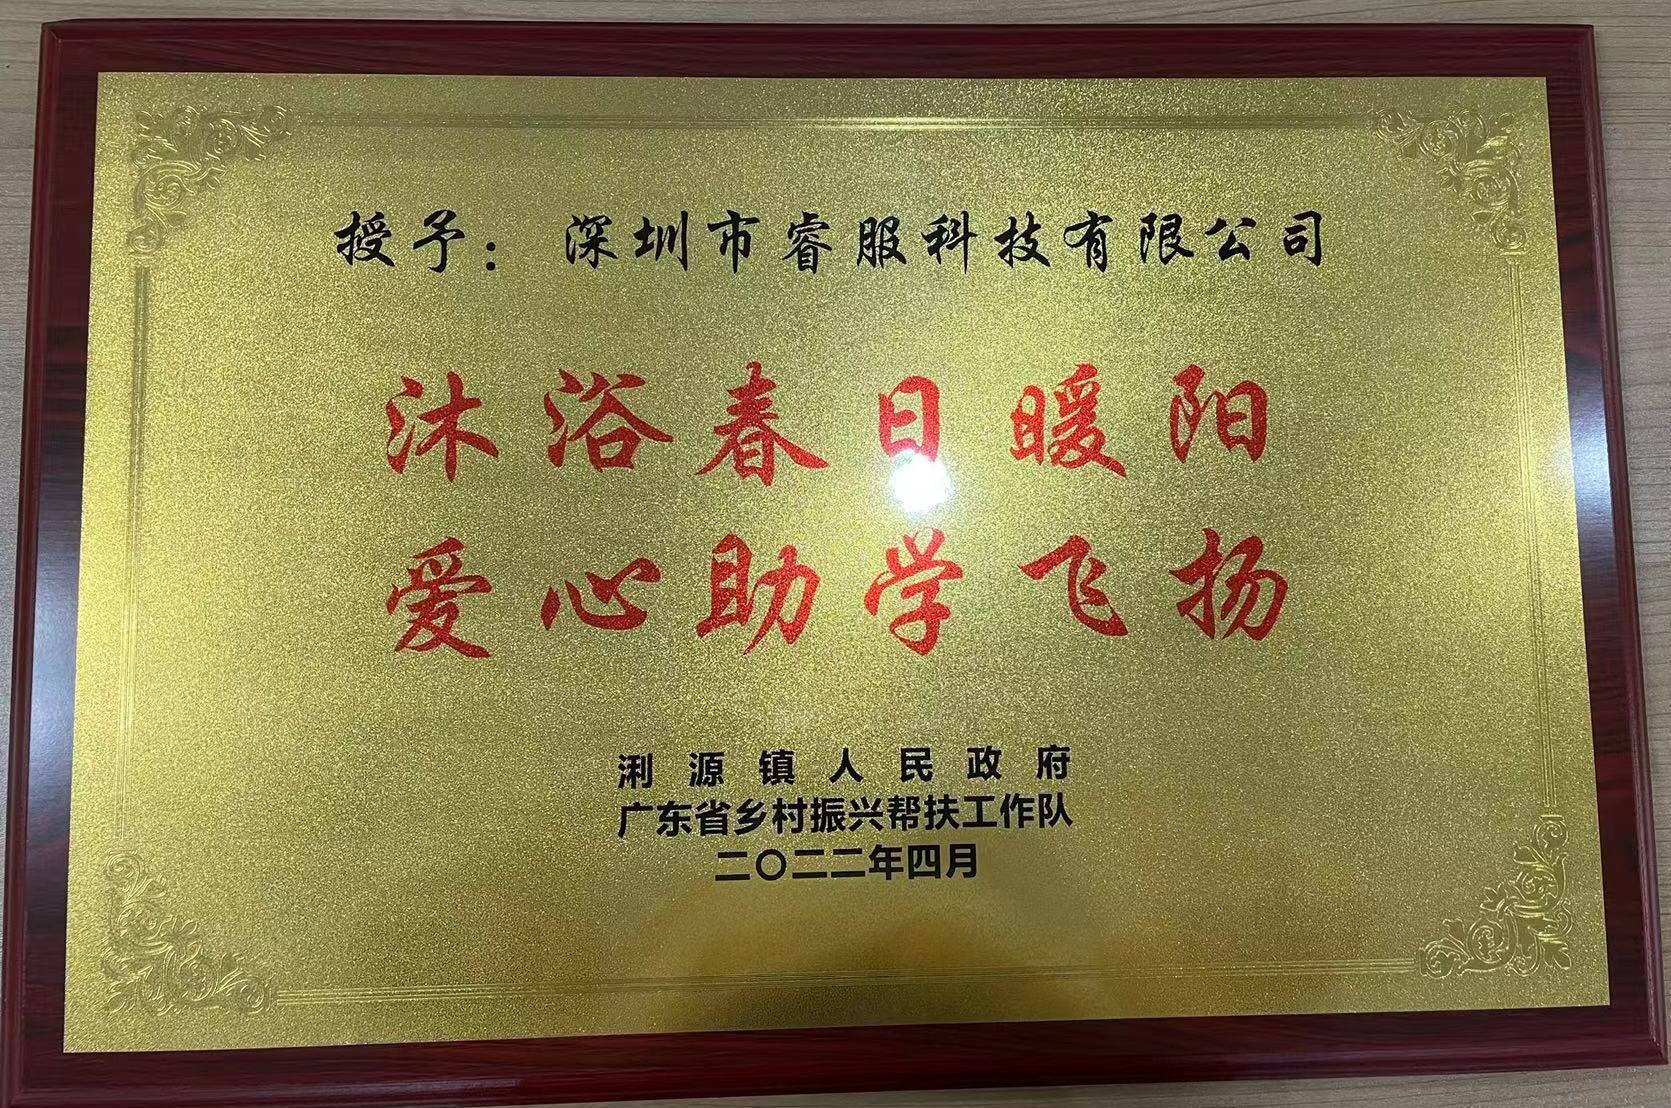 授予：深圳市睿服科技有限公司
沐浴春日暖阳
爱心助学飞扬
浰源镇人民政府
广东省乡村振兴帮扶工作队
二〇二二年四月